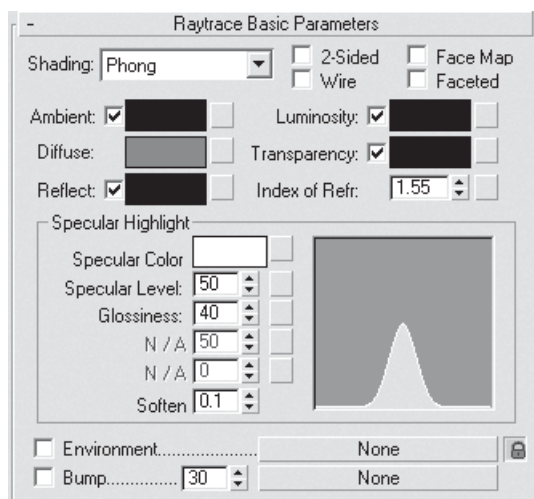 - Raytrace Basic Parameters
Shading: Phong 2-Sided Face Map
Wire Faceted
Ambient: Luminosity:
Diffuse: Transparency:
Reflect: Index of Refr: 1.55
Specular Highlight
Specular Color
Specular Level: 50
Glossiness: 40
N / A 50
N / A 0
Soften 0.1
Environment..................... None
Bump............... 30 None